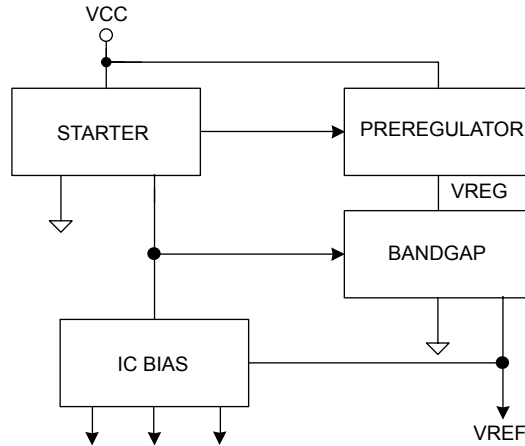 VCC
STARTER
PREREGULATOR
VREG
BANDGAP
IC BIAS
VREF